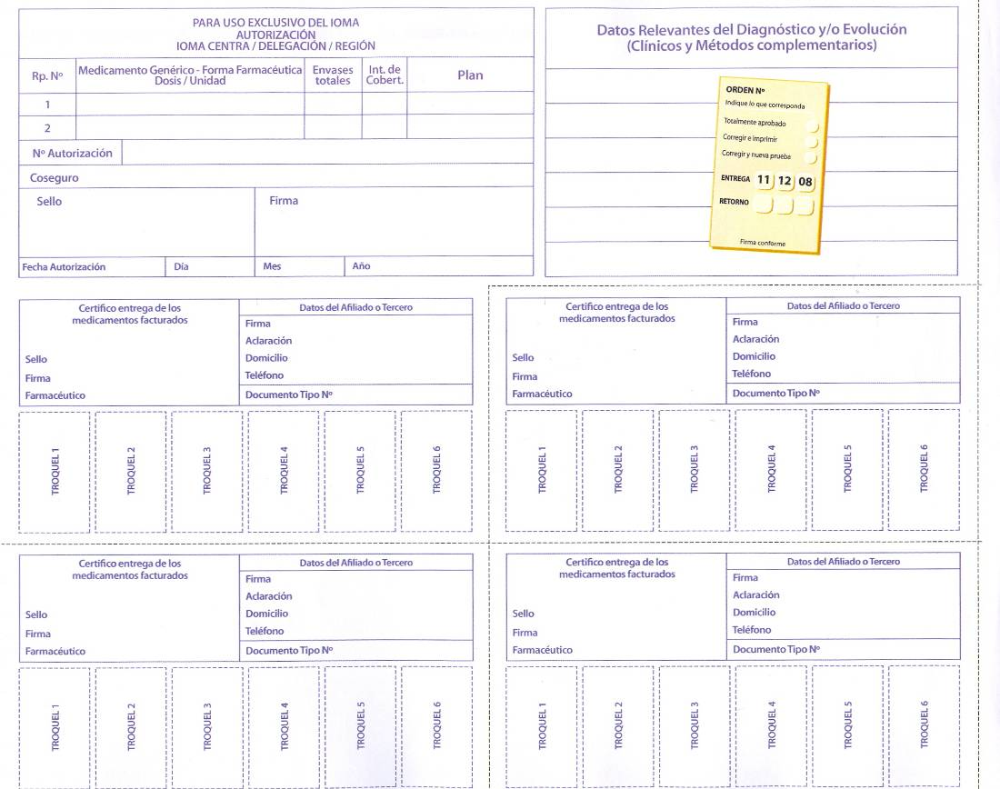 PARA USO EXCLUSIVO DEL IOMA
AUTORIZACIÓN
IOMA CENTRA / DELEGACIÓN / REGIÓN
Rp. Nº
Medicamento Genérico - Forma Farmacéutica
Dosis / Unidad
Envases
totales
Int. de
Cobert.
Plan
1
2
Nº Autorización
Coseguro
Sello
Firma
Fecha Autorización
Día
Mes
Año
Datos Relevantes del Diagnóstico y/o Evolución
(Clínicos y Métodos complementarios)
ORDEN Nº
Indique lo que corresponda
Totalmente aprobado
Corregir e imprimir
Corregir y nueva prueba
ENTREGA 11 12 08
RETORNO
Firma conforme
Certifico entrega de los
medicamentos facturados
Sello
Firma
Farmacéutico
Datos del Afiliado o Tercero
Firma
Aclaración
Domicilio
Teléfono
Documento Tipo Nº
TROQUEL 1
TROQUEL 2
TROQUEL 3
TROQUEL 4
TROQUEL 5
TROQUEL 6
Certifico entrega de los
medicamentos facturados
Sello
Firma
Farmacéutico
Datos del Afiliado o Tercero
Firma
Aclaración
Domicilio
Teléfono
Documento Tipo Nº
TROQUEL 1
TROQUEL 2
TROQUEL 3
TROQUEL 4
TROQUEL 5
TROQUEL 6
Certifico entrega de los
medicamentos facturados
Sello
Firma
Farmacéutico
Datos del Afiliado o Tercero
Firma
Aclaración
Domicilio
Teléfono
Documento Tipo Nº
TROQUEL 1
TROQUEL 2
TROQUEL 3
TROQUEL 4
TROQUEL 5
TROQUEL 6
Certifico entrega de los
medicamentos facturados
Sello
Firma
Farmacéutico
Datos del Afiliado o Tercero
Firma
Aclaración
Domicilio
Teléfono
Documento Tipo Nº
TROQUEL 1
TROQUEL 2
TROQUEL 3
TROQUEL 4
TROQUEL 5
TROQUEL 6